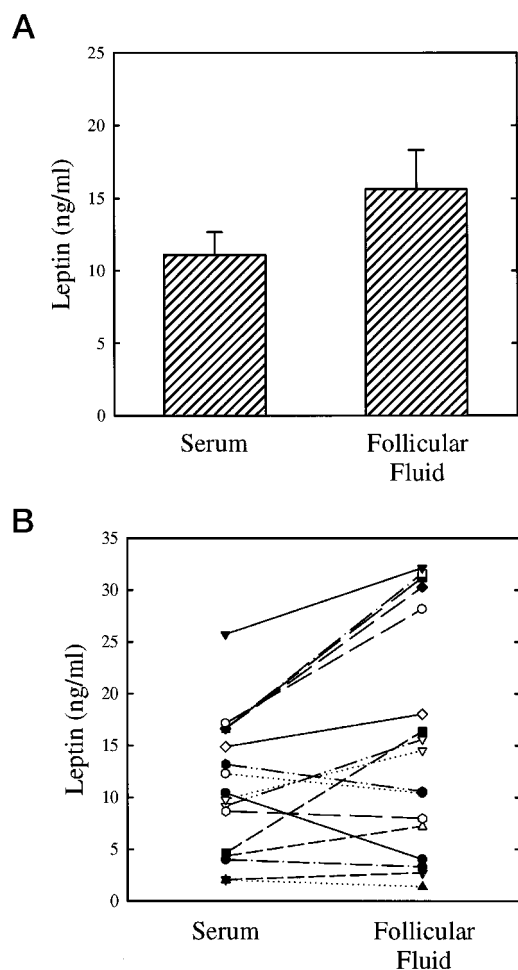 A
25
20
15
10
5
0
Leptin (ng/ml)
Serum
Follicular
Fluid
B
35
30
25
20
15
10
5
0
Leptin (ng/ml)
Serum
Follicular
Fluid